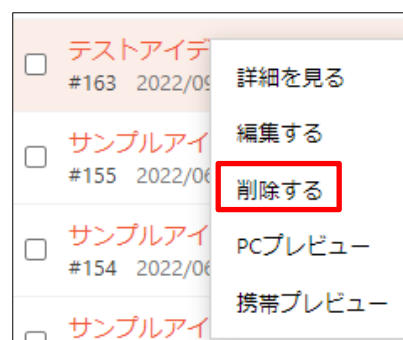 テストアイデ
#163 2022/09
サンプルアイ
#155 2022/06
サンプルアイ
#154 2022/06
サンプルアイ
詳細を見る
編集する
削除する
PCプレビュー
携帯プレビュー